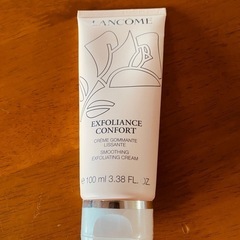 LANCÔME
EXFOLIANCE
CONFORT
CRÈME GOMMANTE
LISSANTE
SMOOTHING
EXFOLIATING CREAM
℮ 100 ml 3.38 FL. OZ.